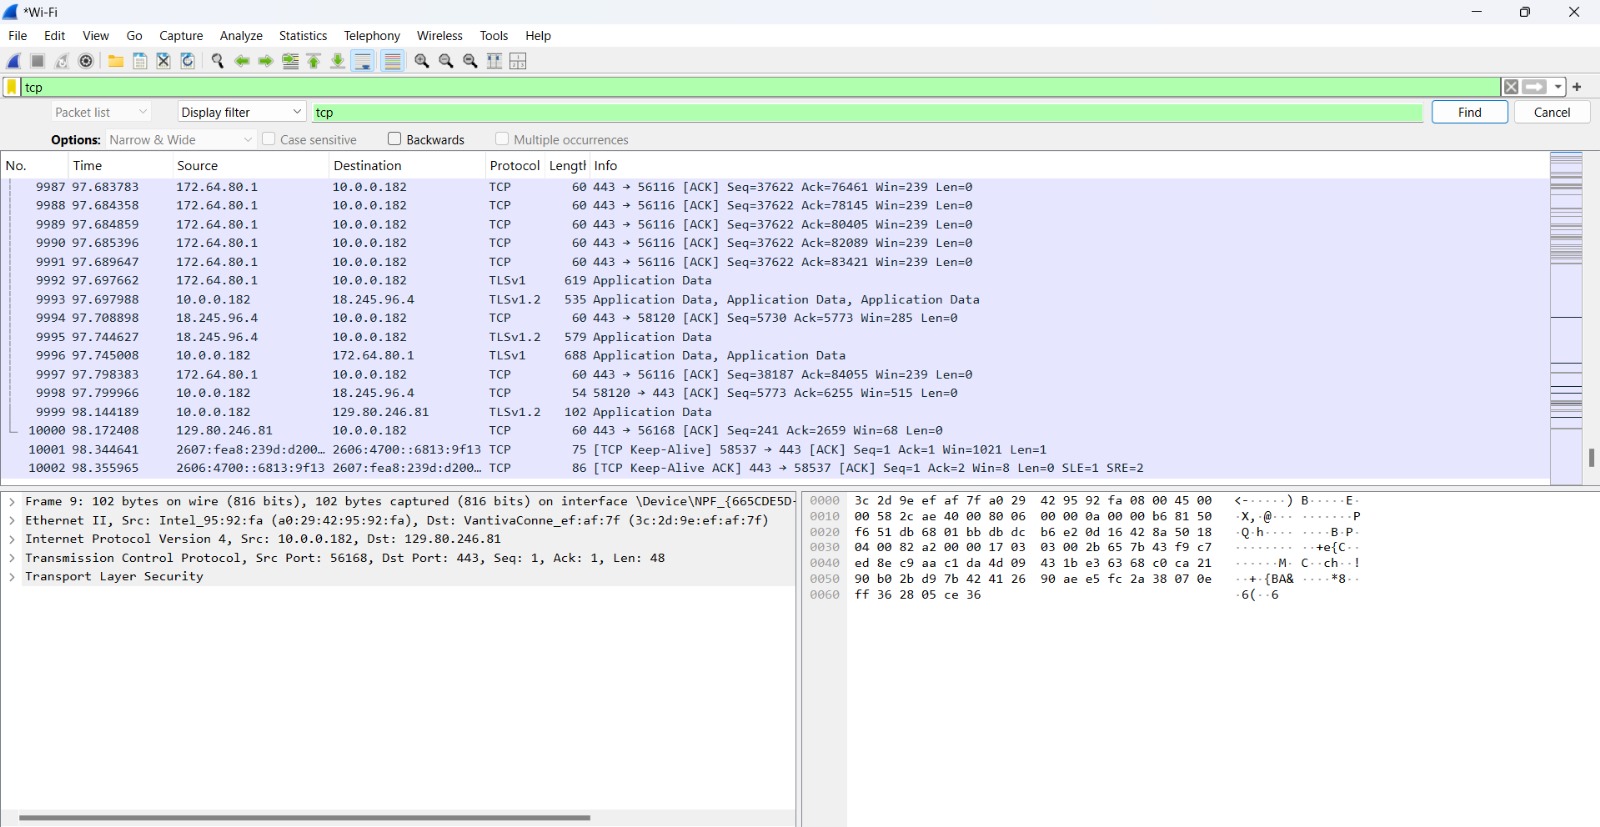 *Wi-Fi
File Edit View Go Capture Analyze Statistics Telephony Wireless Tools Help
tcp
Packet list Display filter tcp Find Cancel
Options: Narrow & Wide Case sensitive Backwards Multiple occurrences
No. Time Source Destination Protocol Length Info
9987 97.683783 172.64.80.1 10.0.0.182 TCP 60 443 → 56116 [ACK] Seq=37622 Ack=76461 Win=239 Len=0
9988 97.684358 172.64.80.1 10.0.0.182 TCP 60 443 → 56116 [ACK] Seq=37622 Ack=78145 Win=239 Len=0
9989 97.684859 172.64.80.1 10.0.0.182 TCP 60 443 → 56116 [ACK] Seq=37622 Ack=80405 Win=239 Len=0
9990 97.685396 172.64.80.1 10.0.0.182 TCP 60 443 → 56116 [ACK] Seq=37622 Ack=82089 Win=239 Len=0
9991 97.689647 172.64.80.1 10.0.0.182 TCP 60 443 → 56116 [ACK] Seq=37622 Ack=83421 Win=239 Len=0
9992 97.697662 172.64.80.1 10.0.0.182 TLSv1 619 Application Data
9993 97.697988 10.0.0.182 18.245.96.4 TLSv1.2 535 Application Data, Application Data, Application Data
9994 97.708898 18.245.96.4 10.0.0.182 TCP 60 443 → 58120 [ACK] Seq=5730 Ack=5773 Win=285 Len=0
9995 97.744627 18.245.96.4 10.0.0.182 TLSv1.2 579 Application Data
9996 97.745008 10.0.0.182 172.64.80.1 TLSv1 688 Application Data, Application Data
9997 97.798383 172.64.80.1 10.0.0.182 TCP 60 443 → 56116 [ACK] Seq=38187 Ack=84055 Win=239 Len=0
9998 97.799966 10.0.0.182 18.245.96.4 TCP 54 58120 → 443 [ACK] Seq=5773 Ack=6255 Win=515 Len=0
9999 98.144189 10.0.0.182 129.80.246.81 TLSv1.2 102 Application Data
10000 98.172408 129.80.246.81 10.0.0.182 TCP 60 443 → 56168 [ACK] Seq=241 Ack=2659 Win=68 Len=0
10001 98.344641 2607:fea8:239d:d200… 2606:4700::6813:9f13 TCP 75 [TCP Keep-Alive] 58537 → 443 [ACK] Seq=1 Ack=1 Win=1021 Len=1
10002 98.355965 2606:4700::6813:9f13 2607:fea8:239d:d200… TCP 86 [TCP Keep-Alive ACK] 443 → 58537 [ACK] Seq=1 Ack=2 Win=8 Len=0 SLE=1 SRE=2
Frame 9: 102 bytes on wire (816 bits), 102 bytes captured (816 bits) on interface \Device\NPF_{665CDE5D-
Ethernet II, Src: Intel_95:92:fa (a0:29:42:95:92:fa), Dst: VantivaConne_ef:af:7f (3c:2d:9e:ef:af:7f)
Internet Protocol Version 4, Src: 10.0.0.182, Dst: 129.80.246.81
Transmission Control Protocol, Src Port: 56168, Dst Port: 443, Seq: 1, Ack: 1, Len: 48
Transport Layer Security
0000 3c 2d 9e ef af 7f a0 29 42 95 92 fa 08 00 45 00 <-·····) B·····E·
0010 00 58 2c ae 40 00 80 06 00 00 0a 00 00 b6 81 50 ·X,·@··· ·······P
0020 f6 51 db 68 01 bb db dc b6 e2 0d 16 42 8a 50 18 ·Q·h···· ····B·P·
0030 04 00 82 a2 00 00 17 03 03 00 2b 65 7b 43 f9 c7 ········ ··+e{C··
0040 ed 8e c9 aa c1 da 4d 09 43 1b e3 63 68 c0 ca 21 ······M· C··ch··!
0050 90 b0 2b d9 7b 42 41 26 90 ae e5 fc 2a 38 07 0e ··+·{BA& ····*8··
0060 ff 36 28 05 ce 36 ·6(··6